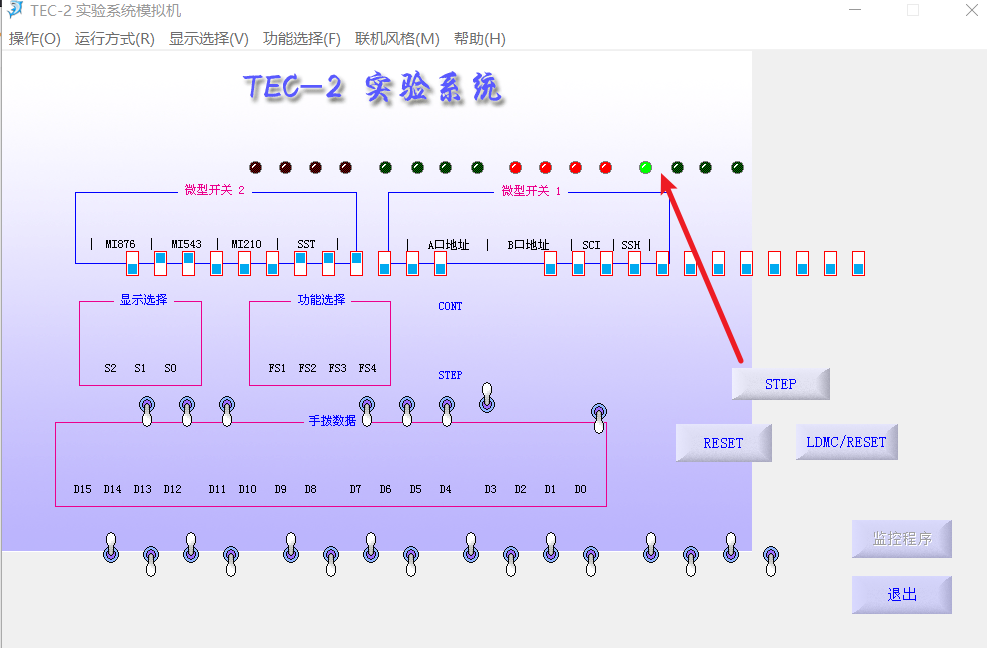 TEC-2 实验系统模拟机
操作(O) 运行方式(R) 显示选择(V) 功能选择(F) 联机风格(M) 帮助(H)
TEC-2 实验系统
微型开关 2 微型开关 1
MI876 MI543 MI210 SST A口地址 B口地址 SCI SSH
显示选择 功能选择 CONT
S2 S1 S0 FS1 FS2 FS3 FS4 STEP
STEP
手拨数据
RESET LDMC/RESET
D15 D14 D13 D12 D11 D10 D9 D8 D7 D6 D5 D4 D3 D2 D1 D0
监控程序
退出